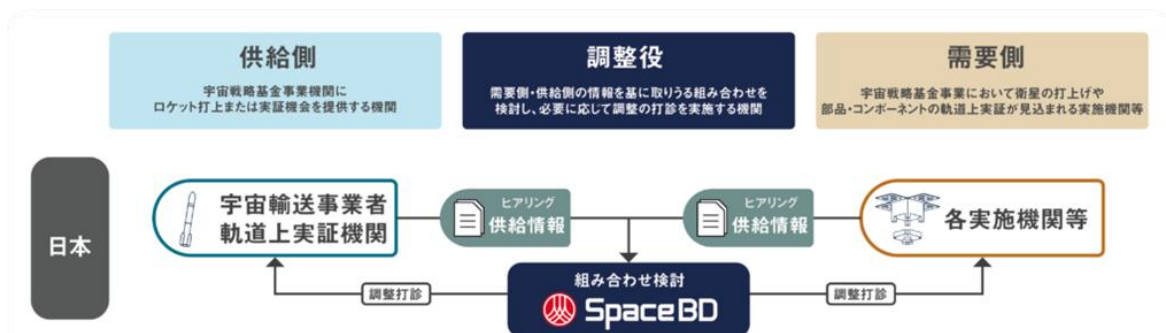 供給側
宇宙戦略基金事業機関に
ロケット打上または実証機会を提供する機関
調整役
需要側・供給側の情報を基に取りうる組み合わせを
検討し、必要に応じて調整の打診を実施する機関
需要側
宇宙戦略基金事業において衛星の打上げや
部品・コンポーネントの軌道上実証が見込まれる実施機関等
日本
宇宙輸送事業者
軌道上実証機関
ヒアリング
供給情報
ヒアリング
供給情報
各実施機関等
調整打診
組み合わせ検討
SpaceBD
調整打診